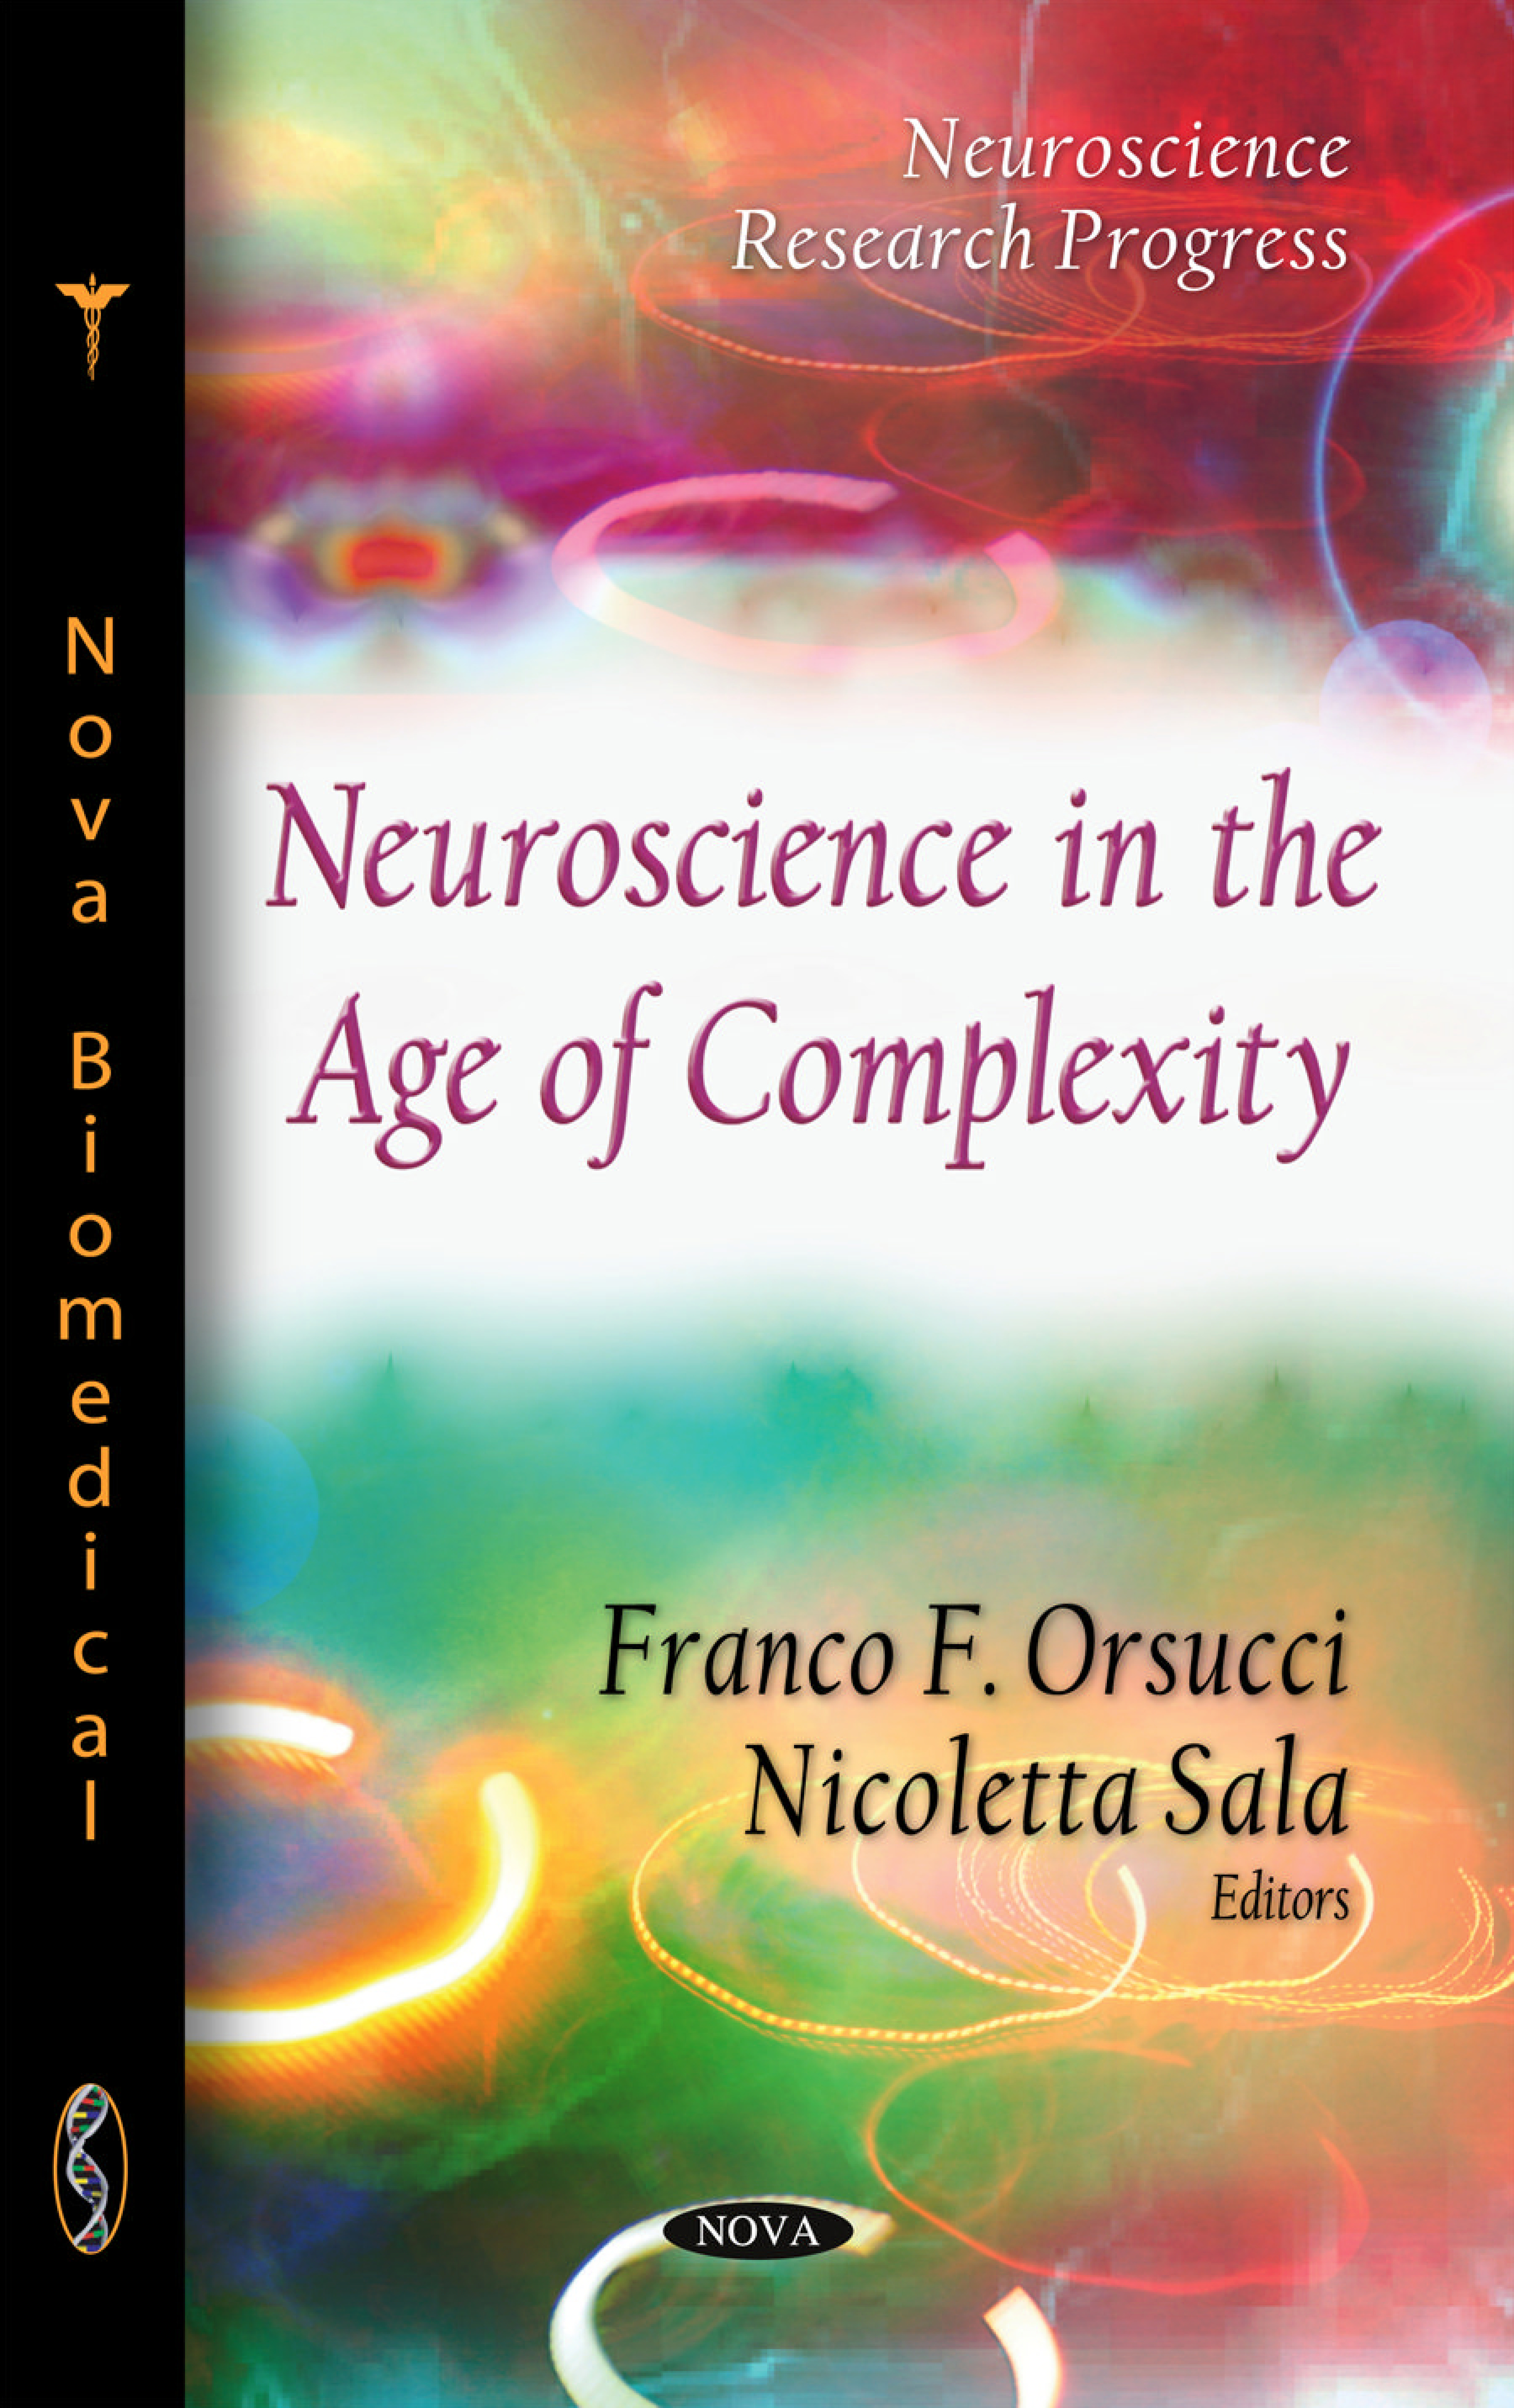 Neuroscience
Research Progress
Nova Biomedical
Neuroscience in the
Age of Complexity
Franco F. Orsucci
Nicoletta Sala
Editors
NOVA